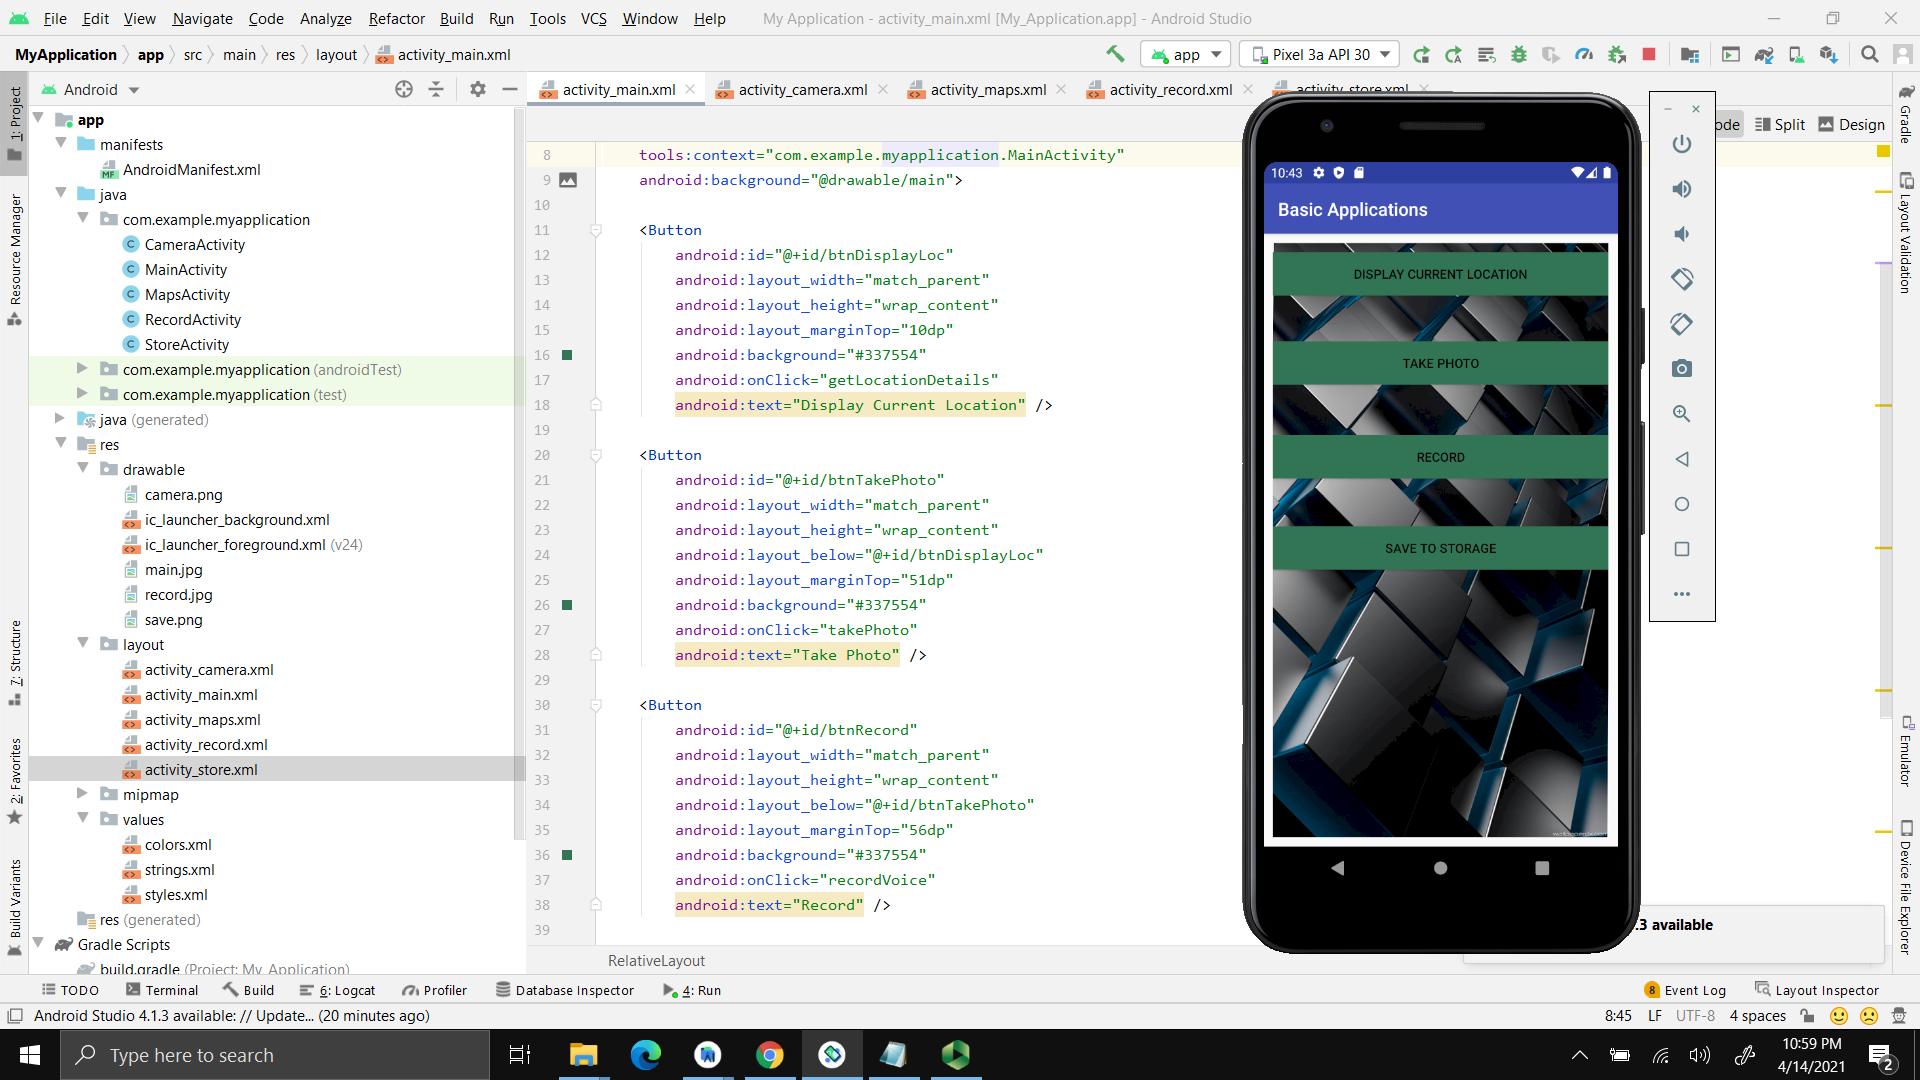 File Edit View Navigate Code Analyze Refactor Build Run Tools VCS Window Help My Application - activity_main.xml [My_Application.app] - Android Studio
MyApplication app src main res layout activity_main.xml app Pixel 3a API 30
Android activity_main.xml activity_camera.xml activity_maps.xml activity_record.xml activity_store.xml
Split Design
1: Project
Resource Manager
7: Structure
2: Favorites
Build Variants
app
manifests
AndroidManifest.xml
java
com.example.myapplication
CameraActivity
MainActivity
MapsActivity
RecordActivity
StoreActivity
com.example.myapplication (androidTest)
com.example.myapplication (test)
java (generated)
res
drawable
camera.png
ic_launcher_background.xml
ic_launcher_foreground.xml (v24)
main.jpg
record.jpg
save.png
layout
activity_camera.xml
activity_main.xml
activity_maps.xml
activity_record.xml
activity_store.xml
mipmap
values
colors.xml
strings.xml
styles.xml
res (generated)
Gradle Scripts
build.gradle (Project: My_Application)
8 tools:context="com.example.myapplication.MainActivity"
9 android:background="@drawable/main">
10
11 <Button
12 android:id="@+id/btnDisplayLoc"
13 android:layout_width="match_parent"
14 android:layout_height="wrap_content"
15 android:layout_marginTop="10dp"
16 android:background="#337554"
17 android:onClick="getLocationDetails"
18 android:text="Display Current Location" />
19
20 <Button
21 android:id="@+id/btnTakePhoto"
22 android:layout_width="match_parent"
23 android:layout_height="wrap_content"
24 android:layout_below="@+id/btnDisplayLoc"
25 android:layout_marginTop="51dp"
26 android:background="#337554"
27 android:onClick="takePhoto"
28 android:text="Take Photo" />
29
30 <Button
31 android:id="@+id/btnRecord"
32 android:layout_width="match_parent"
33 android:layout_height="wrap_content"
34 android:layout_below="@+id/btnTakePhoto"
35 android:layout_marginTop="56dp"
36 android:background="#337554"
37 android:onClick="recordVoice"
38 android:text="Record" />
39
RelativeLayout
10:43
Basic Applications
DISPLAY CURRENT LOCATION
TAKE PHOTO
RECORD
SAVE TO STORAGE
.3 available
Gradle
Layout Validation
Emulator
Device File Explorer
TODO Terminal Build 6: Logcat Profiler Database Inspector 4: Run 8 Event Log Layout Inspector
Android Studio 4.1.3 available: // Update... (20 minutes ago) 8:45 LF UTF-8 4 spaces
Type here to search
10:59 PM
4/14/2021
2